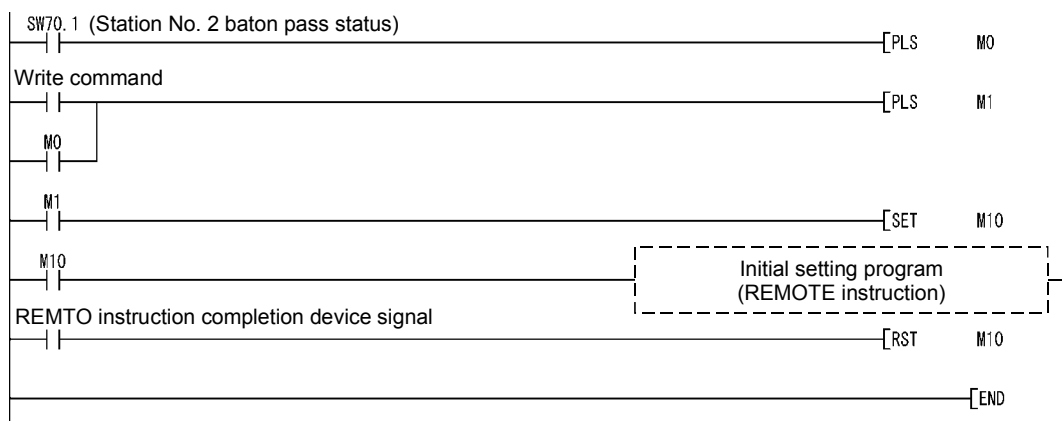 SW70.1 (Station No. 2 baton pass status)
PLS M0
Write command
PLS M1
M0
M1
SET M10
M10
Initial setting program
(REMOTE instruction)
REMTO instruction completion device signal
RST M10
END